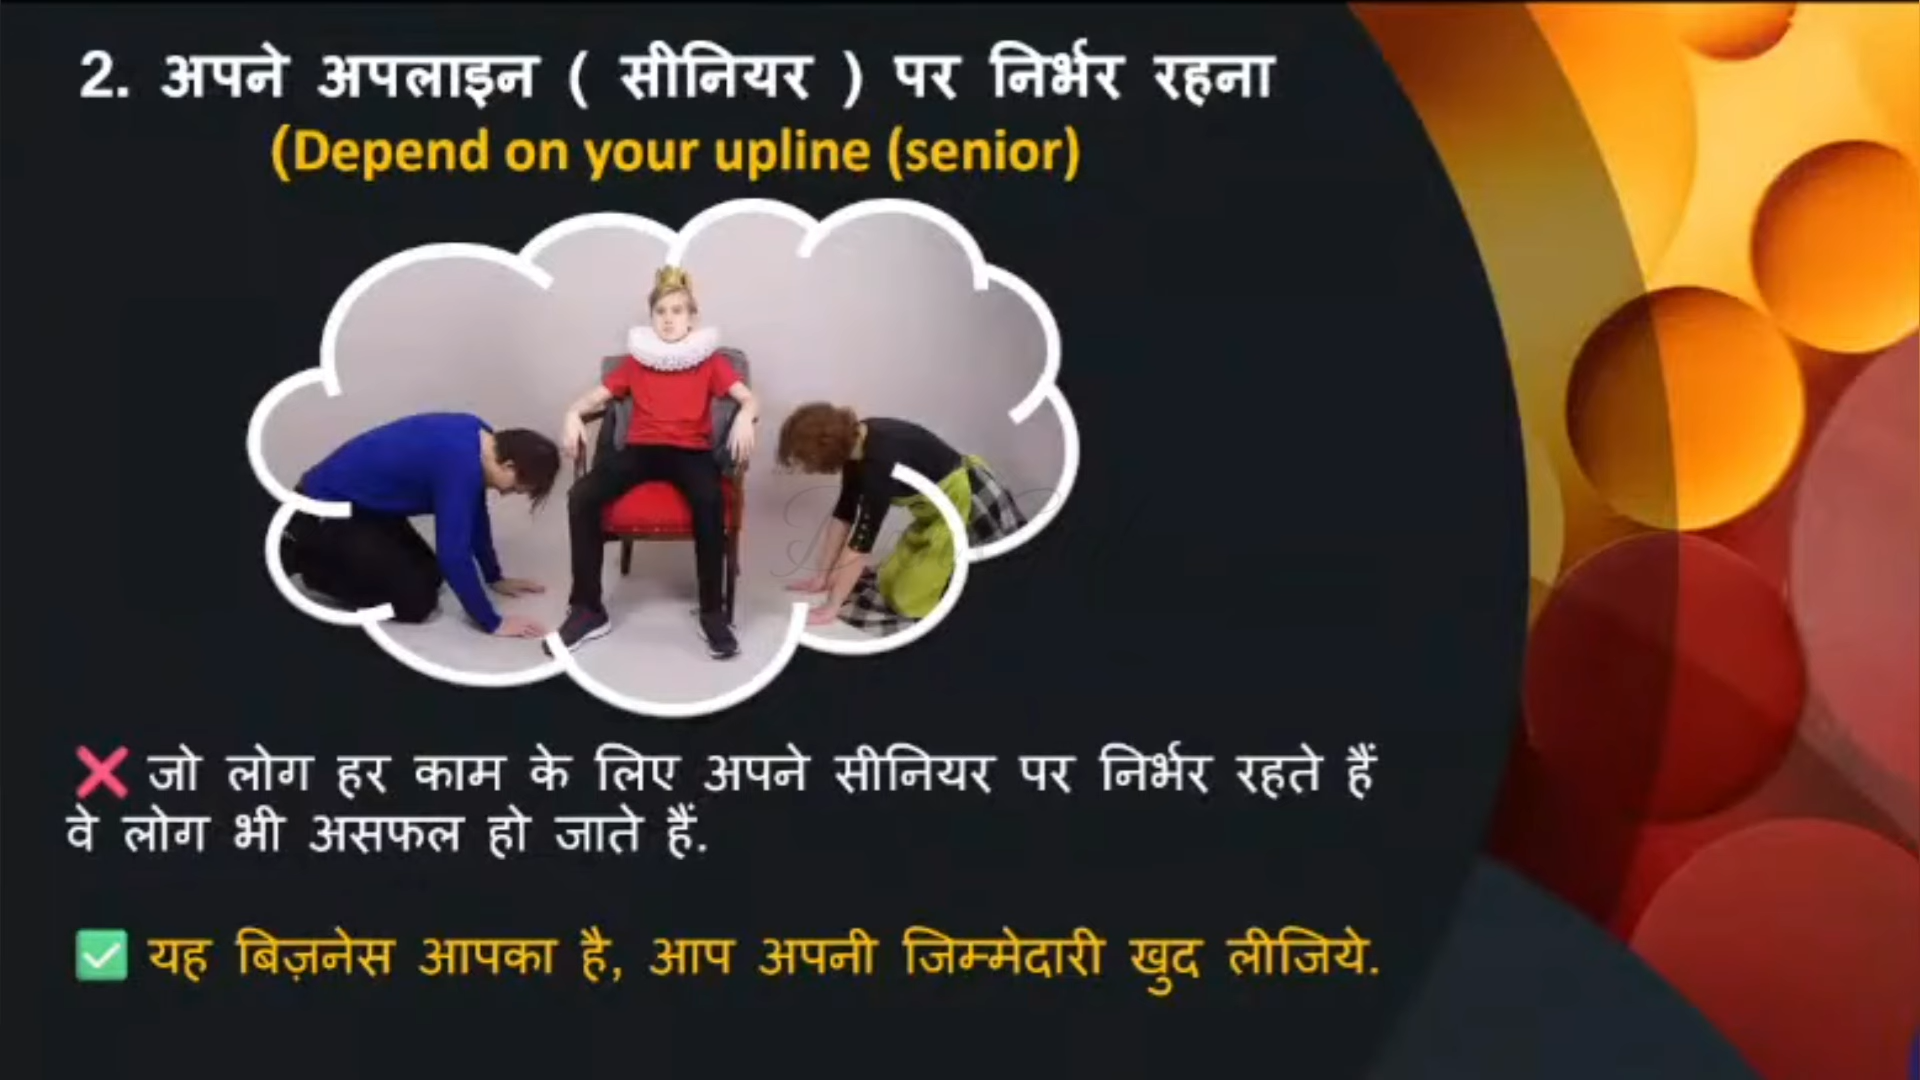 2. अपने अपलाइन ( सीनियर ) पर निर्भर रहना
(Depend on your upline (senior)
❌ जो लोग हर काम के लिए अपने सीनियर पर निर्भर रहते हैं
वे लोग भी असफल हो जाते हैं.
✅ यह बिज़नेस आपका है, आप अपनी जिम्मेदारी खुद लीजिये.